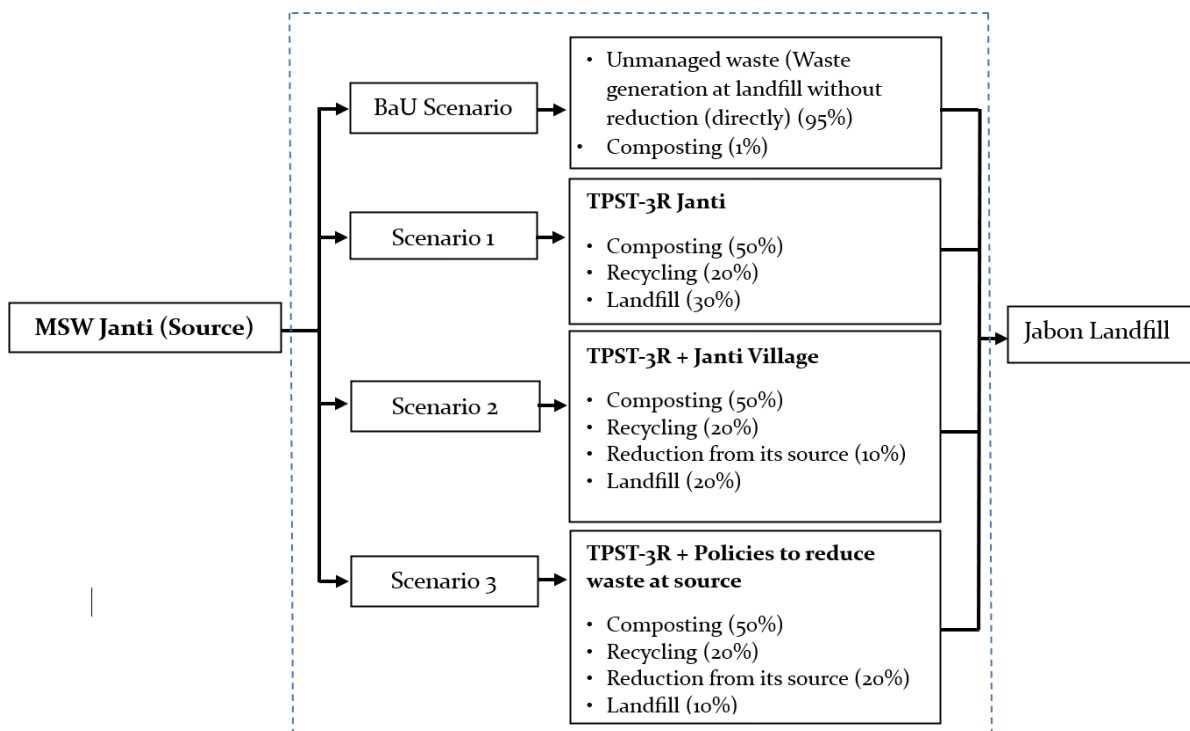 MSW Janti (Source)
BaU Scenario
• Unmanaged waste (Waste
generation at landfill without
reduction (directly) (95%)
• Composting (1%)
Scenario 1
TPST-3R Janti
• Composting (50%)
• Recycling (20%)
• Landfill (30%)
Scenario 2
TPST-3R + Janti Village
• Composting (50%)
• Recycling (20%)
• Reduction from its source (10%)
• Landfill (20%)
Scenario 3
TPST-3R + Policies to reduce
waste at source
• Composting (50%)
• Recycling (20%)
• Reduction from its source (20%)
• Landfill (10%)
Jabon Landfill